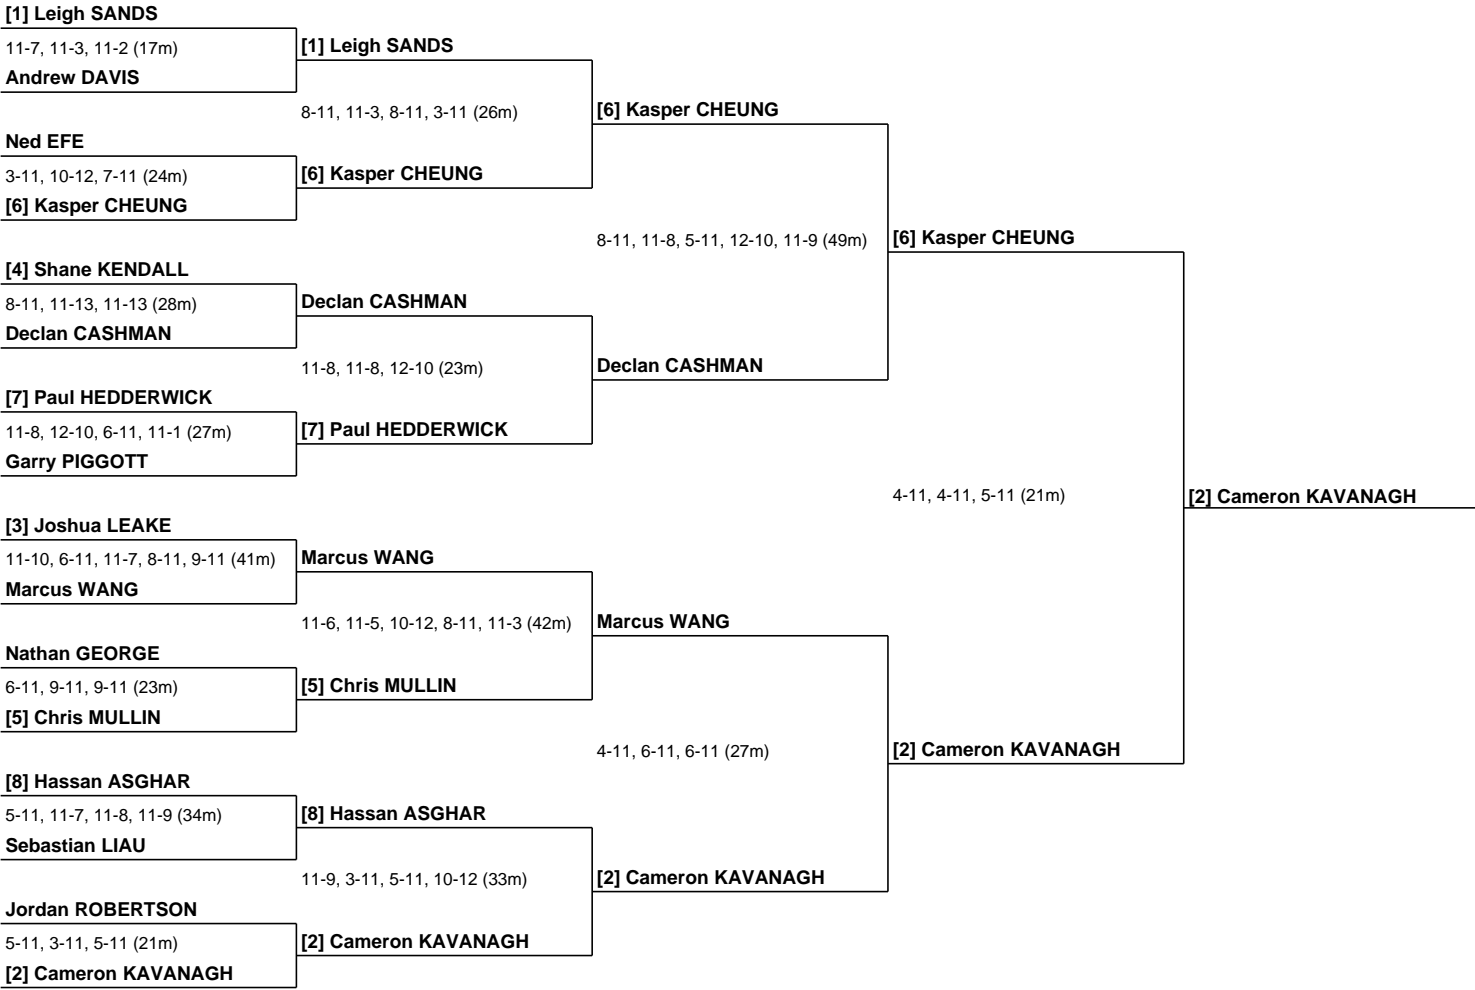 [1] Leigh SANDS
11-7, 11-3, 11-2 (17m)
Andrew DAVIS
Ned EFE
3-11, 10-12, 7-11 (24m)
[6] Kasper CHEUNG
[4] Shane KENDALL
8-11, 11-13, 11-13 (28m)
Declan CASHMAN
[7] Paul HEDDERWICK
11-8, 12-10, 6-11, 11-1 (27m)
Garry PIGGOTT
[3] Joshua LEAKE
11-10, 6-11, 11-7, 8-11, 9-11 (41m)
Marcus WANG
Nathan GEORGE
6-11, 9-11, 9-11 (23m)
[5] Chris MULLIN
[8] Hassan ASGHAR
5-11, 11-7, 11-8, 11-9 (34m)
Sebastian LIAU
Jordan ROBERTSON
5-11, 3-11, 5-11 (21m)
[2] Cameron KAVANAGH
[1] Leigh SANDS
8-11, 11-3, 8-11, 3-11 (26m)
[6] Kasper CHEUNG
Declan CASHMAN
11-8, 11-8, 12-10 (23m)
[7] Paul HEDDERWICK
Marcus WANG
11-6, 11-5, 10-12, 8-11, 11-3 (42m)
[5] Chris MULLIN
[8] Hassan ASGHAR
11-9, 3-11, 5-11, 10-12 (33m)
[2] Cameron KAVANAGH
[6] Kasper CHEUNG
8-11, 11-8, 5-11, 12-10, 11-9 (49m)
Declan CASHMAN
Marcus WANG
4-11, 6-11, 6-11 (27m)
[2] Cameron KAVANAGH
[6] Kasper CHEUNG
4-11, 4-11, 5-11 (21m)
[2] Cameron KAVANAGH
[2] Cameron KAVANAGH